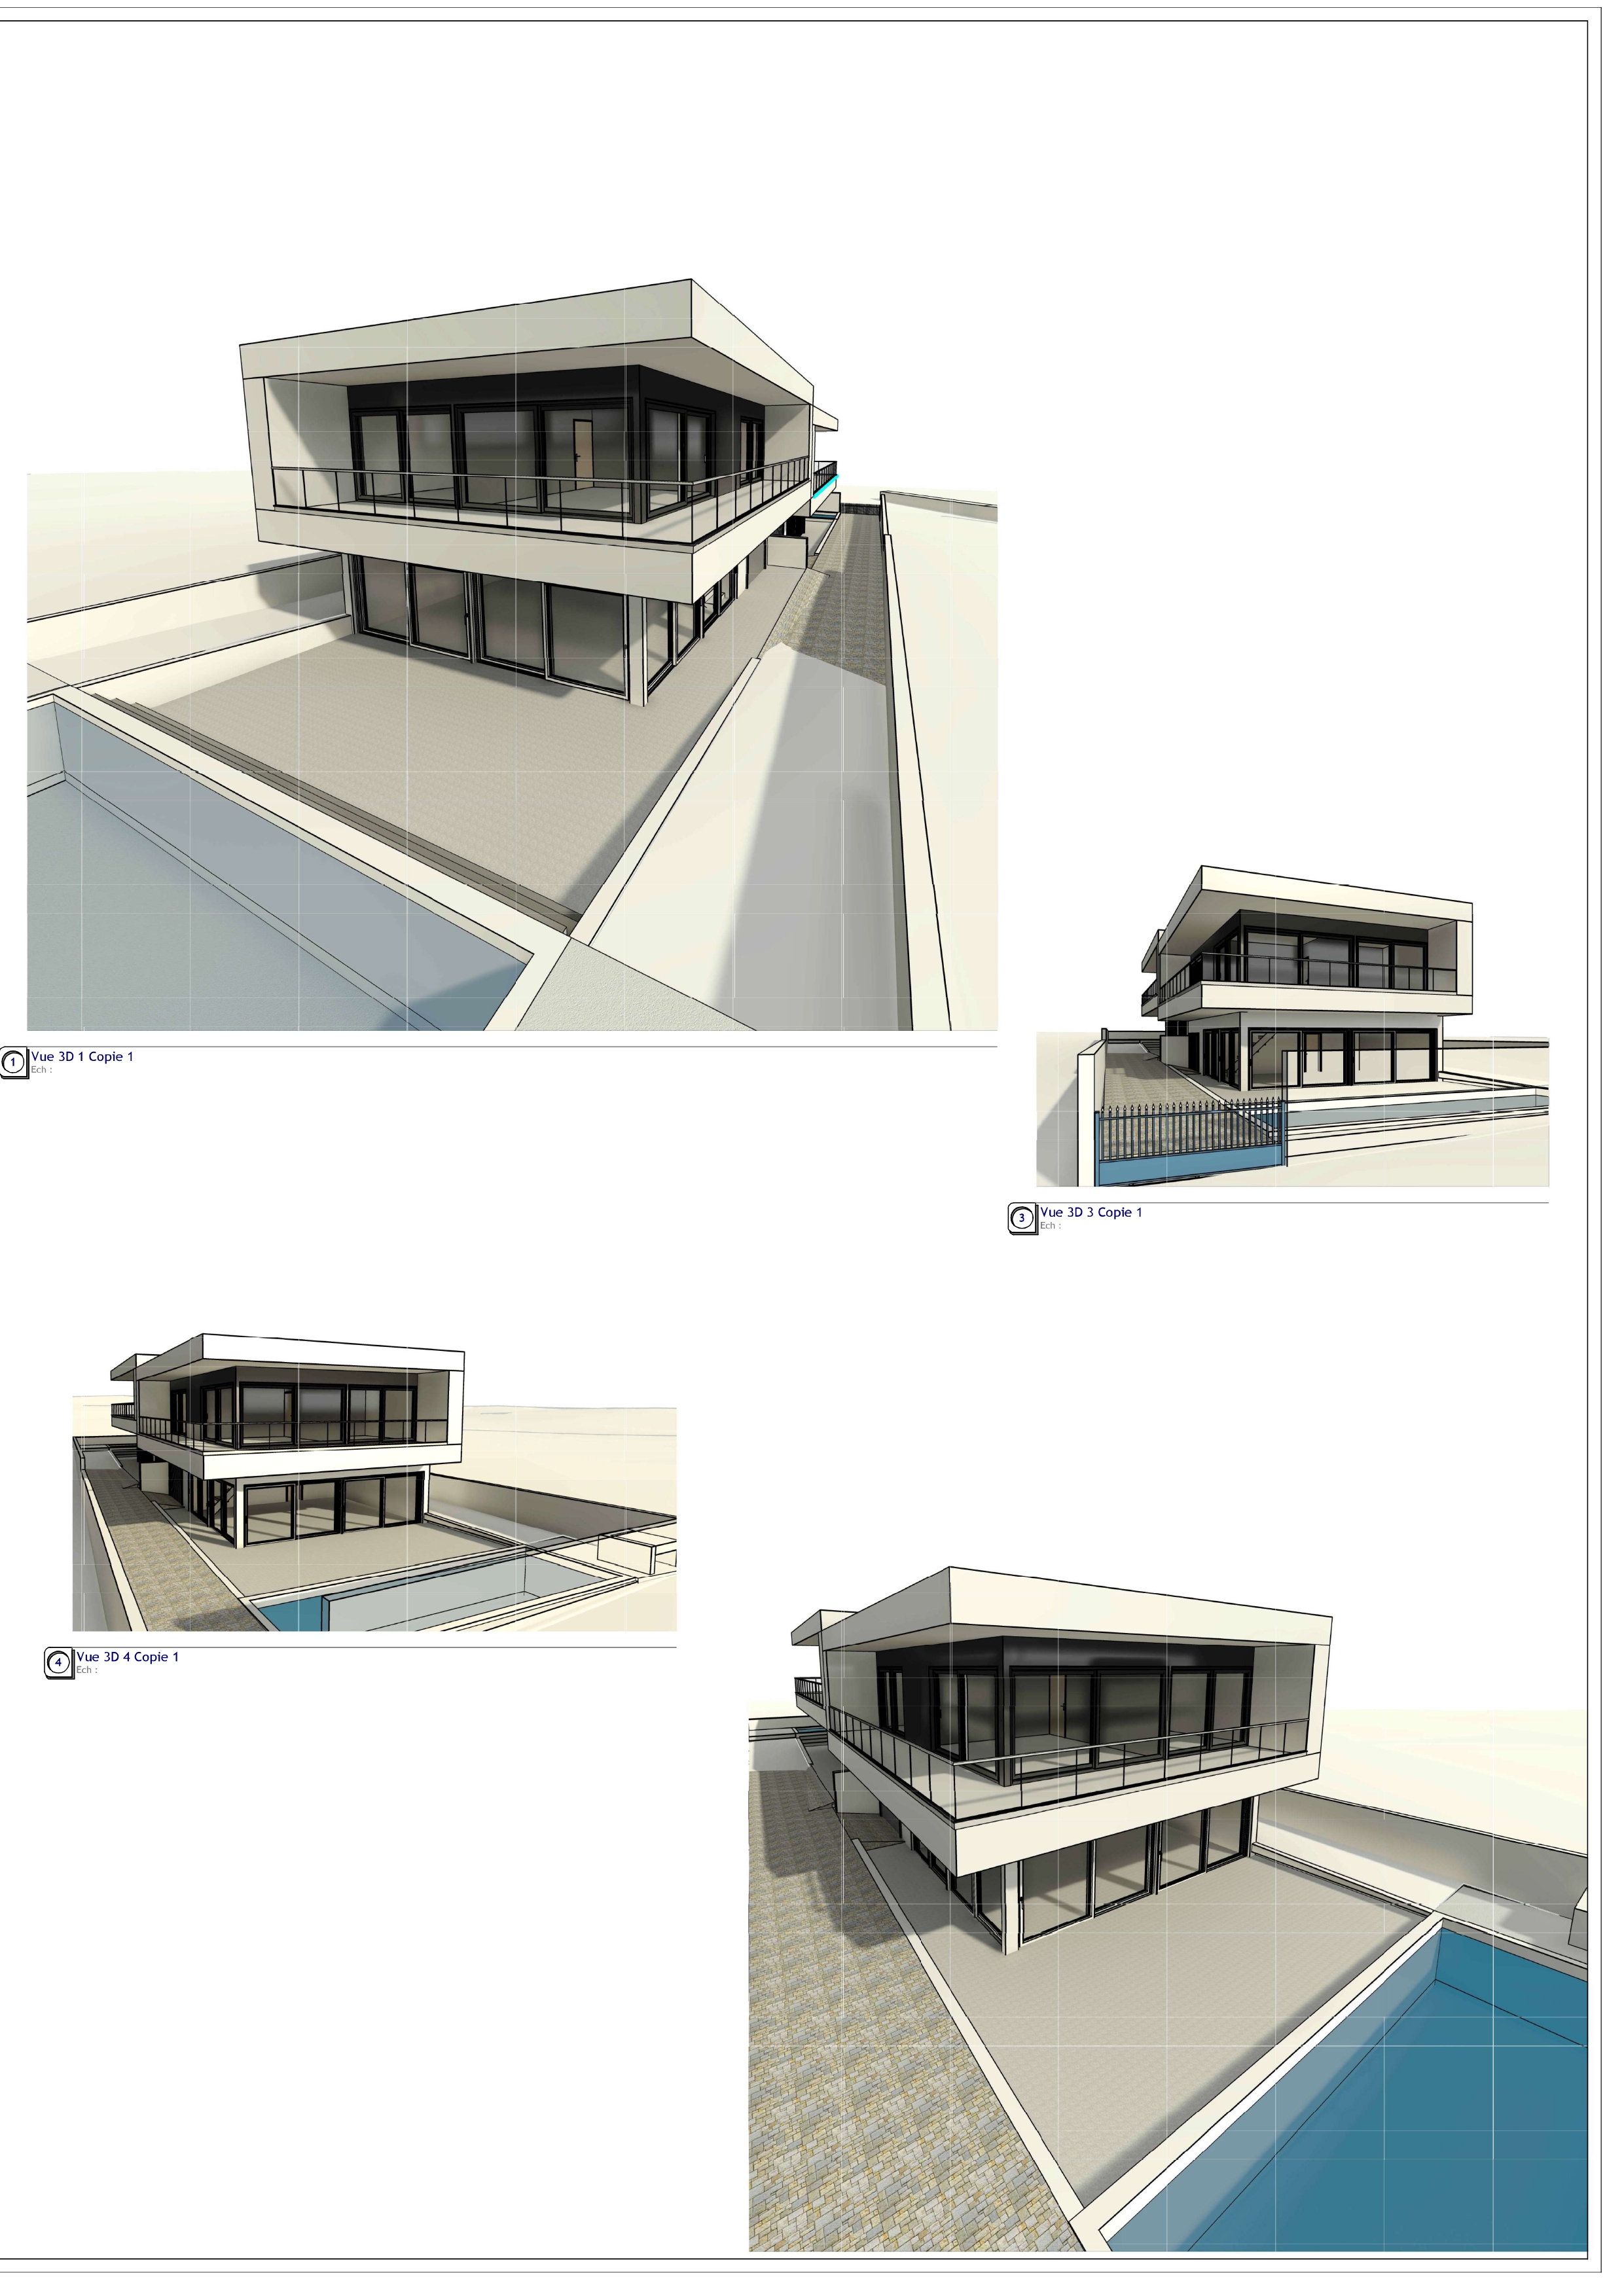 1
Vue 3D 1 Copie 1
Ech :
3
Vue 3D 3 Copie 1
Ech :
4
Vue 3D 4 Copie 1
Ech :